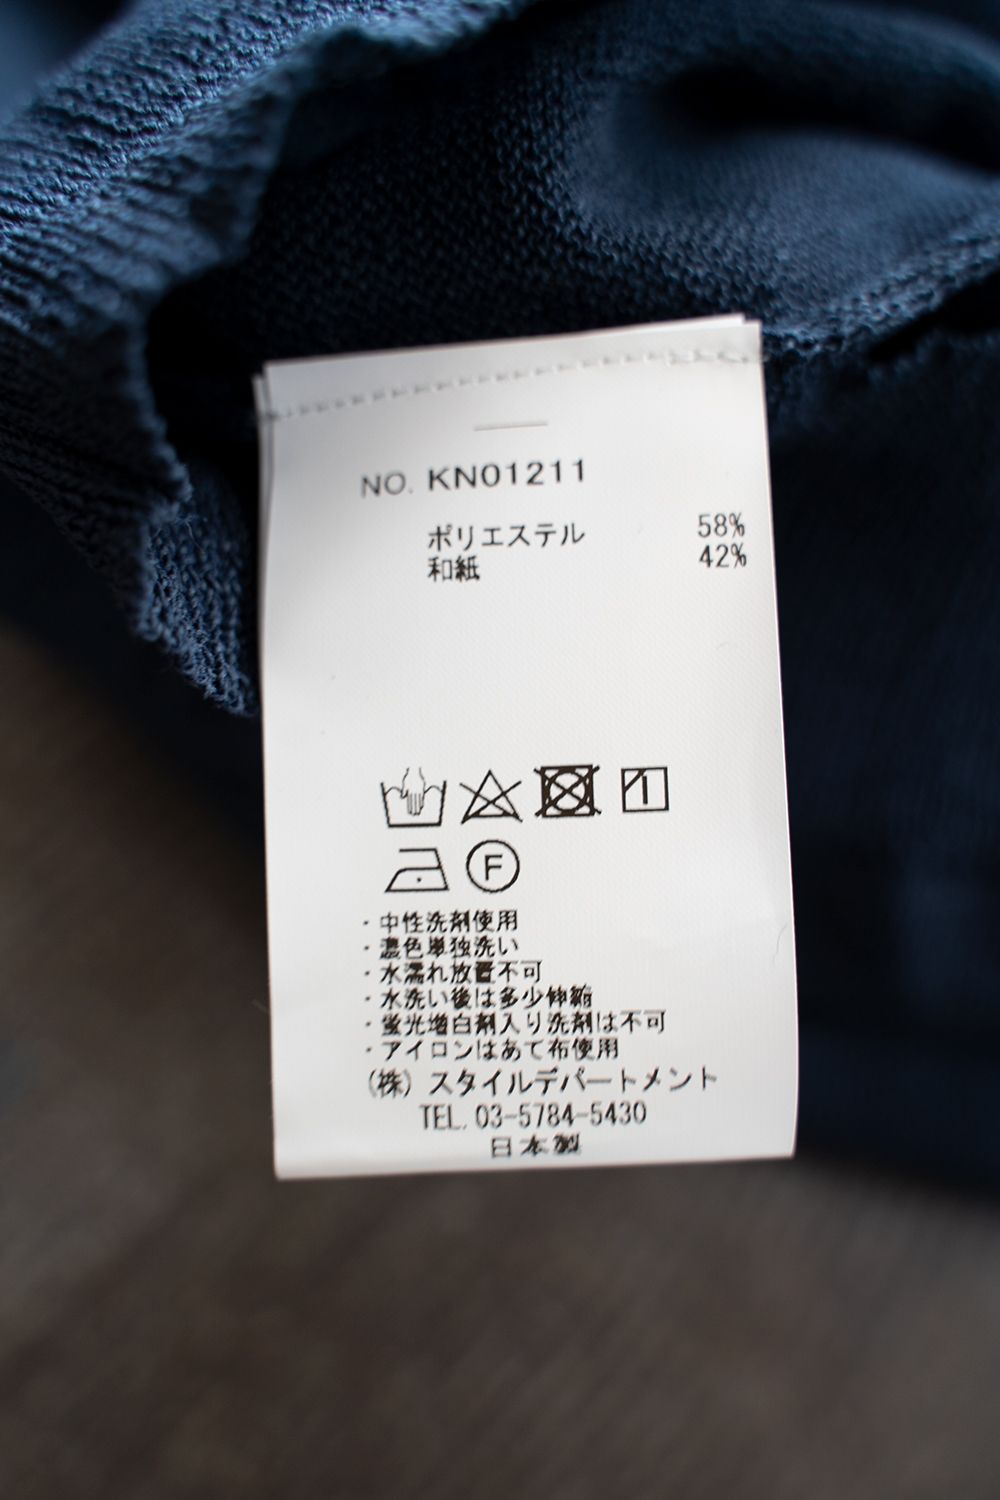 NO. KN01211
ポリエステル 58%
和紙 42%
F
・中性洗剤使用
・濃色単独洗い
・水濡れ放置不可
・水洗い後は多少伸縮
・蛍光増白剤入り洗剤は不可
・アイロンはあて布使用
(株) スタイルデパートメント
TEL. 03-5784-5430
日本製